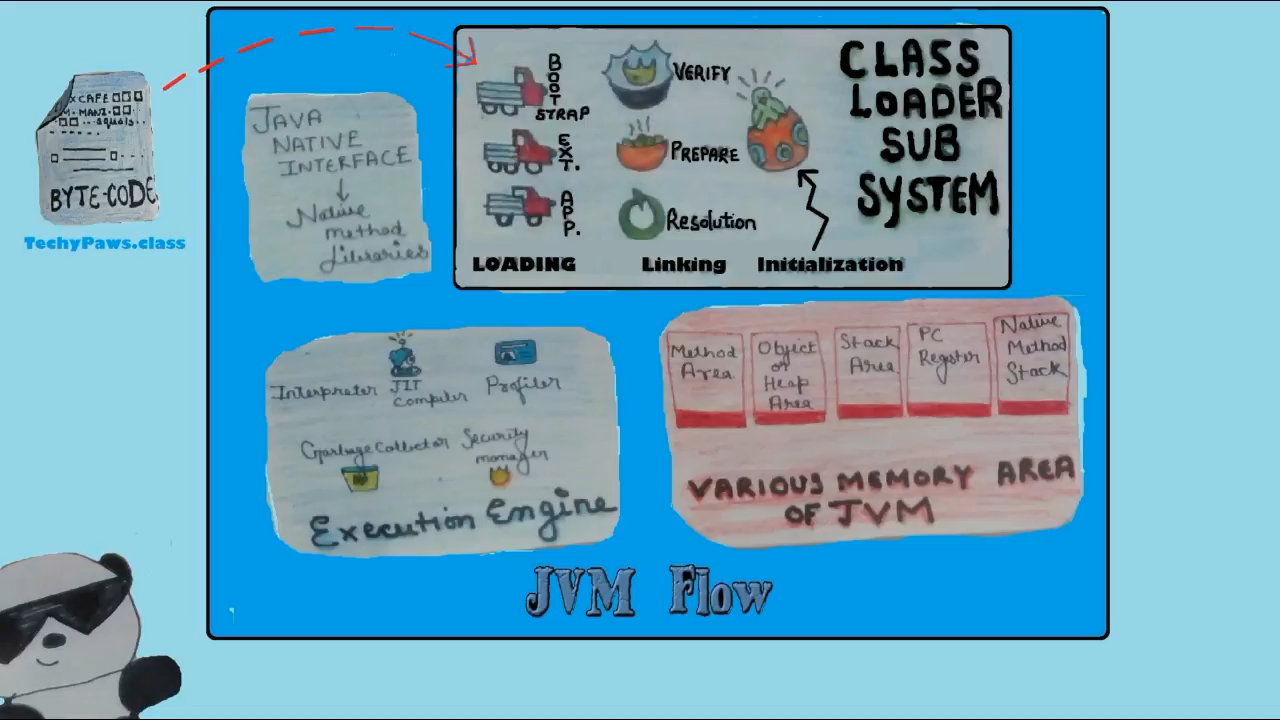 BYTE-CODE
TechyPaws.class
JAVA
NATIVE
INTERFACE
Native
method
Libraries
BOOT
STRAP
EXT.
APP.
LOADING
VERIFY
PREPARE
Resolution
Linking
Initialization
CLASS
LOADER
SUB
SYSTEM
Interpreter
JIT
Compiler
Profiler
Garbage Collector
Security
manager
Execution Engine
Method
Area
Object
or
Heap
Area
Stack
Area
PC
Register
Native
Method
Stack
VARIOUS MEMORY AREA
OF JVM
JVM Flow